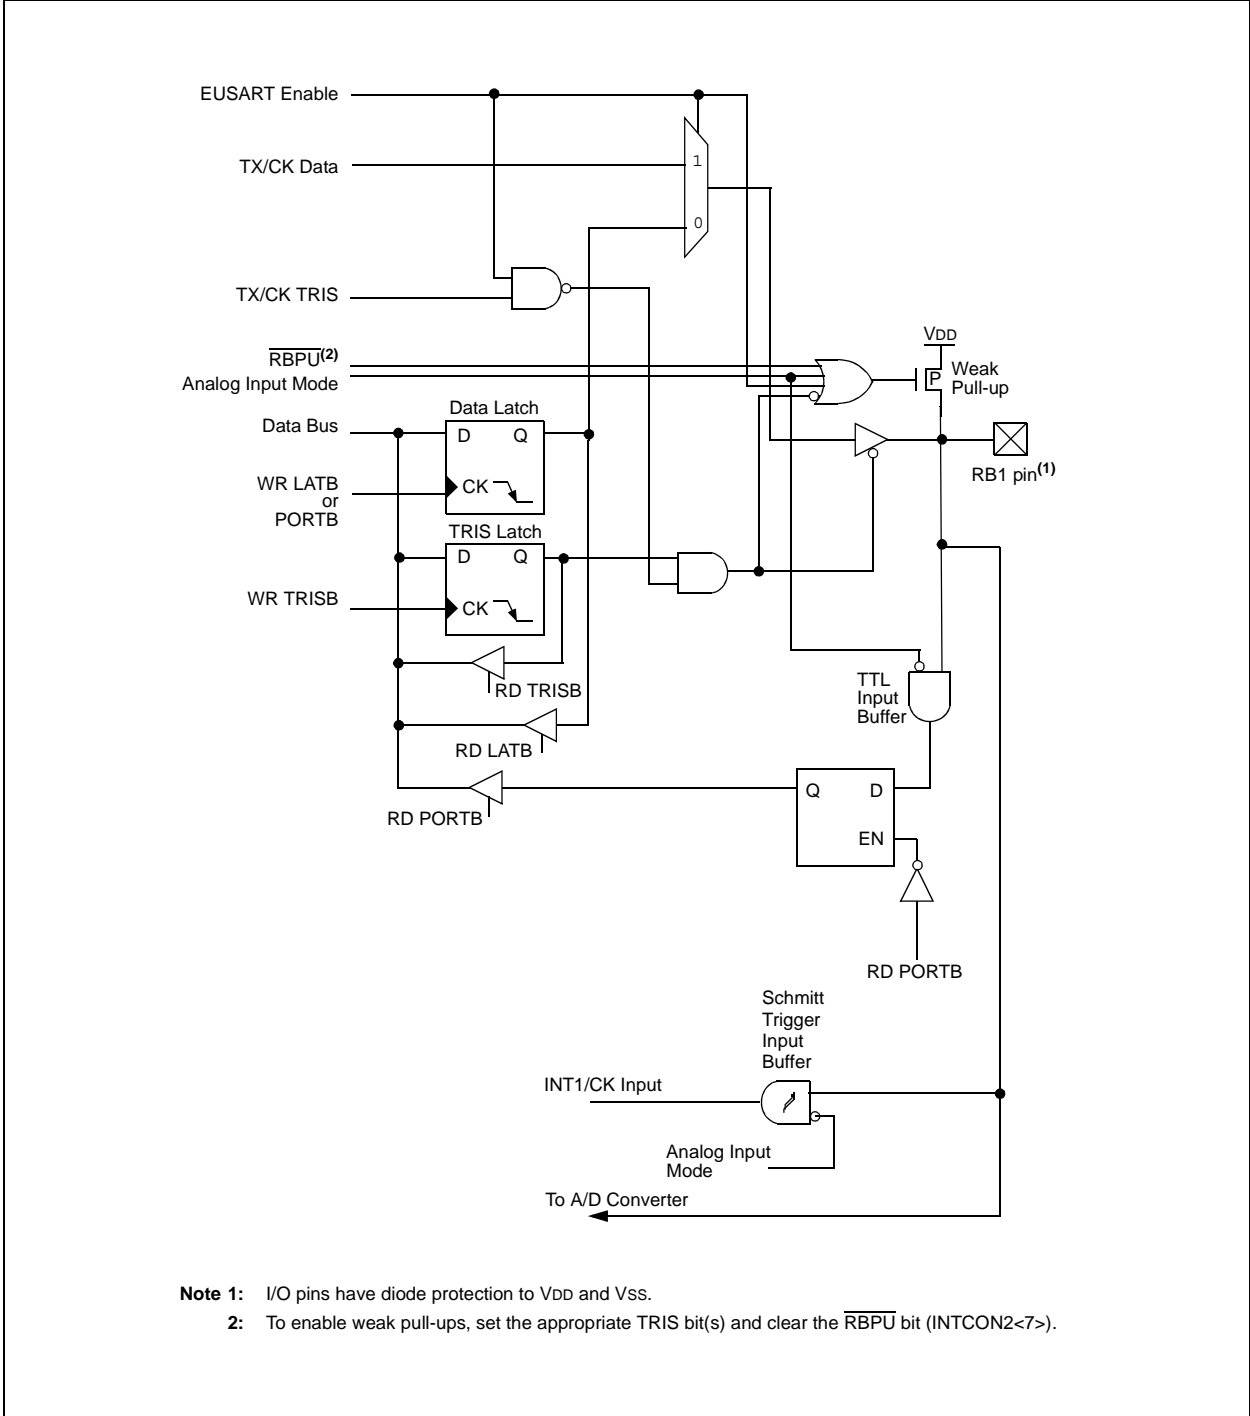 EUSART Enable
TX/CK Data
1
0
TX/CK TRIS
VDD
RBPU(2)
Analog Input Mode
P
Weak
Pull-up
Data Bus
Data Latch
D Q
CK
WR LATB
or
PORTB
RB1 pin(1)
TRIS Latch
D Q
CK
WR TRISB
RD TRISB
TTL
Input
Buffer
RD LATB
RD PORTB
Q D
EN
RD PORTB
Schmitt
Trigger
Input
Buffer
INT1/CK Input
Analog Input
Mode
To A/D Converter
Note 1: I/O pins have diode protection to VDD and VSS.
2: To enable weak pull-ups, set the appropriate TRIS bit(s) and clear the RBPU bit (INTCON2<7>).